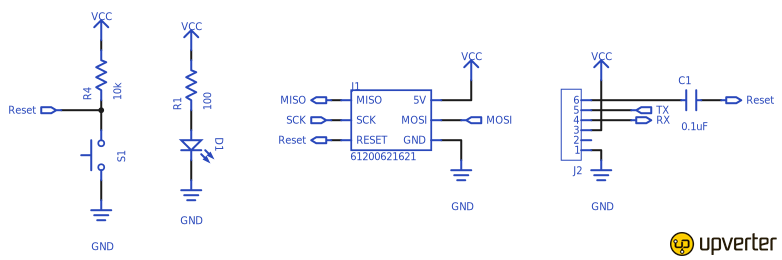 VCC
R4
10k
Reset
S1
GND
VCC
R1
100
D1
GND
J1
MISO MISO 5V
SCK SCK MOSI MOSI
Reset RESET GND
61200621621
VCC
GND
VCC
6
5 TX
4 RX
3
2
1
J2
GND
C1
0.1uF
Reset
upverter